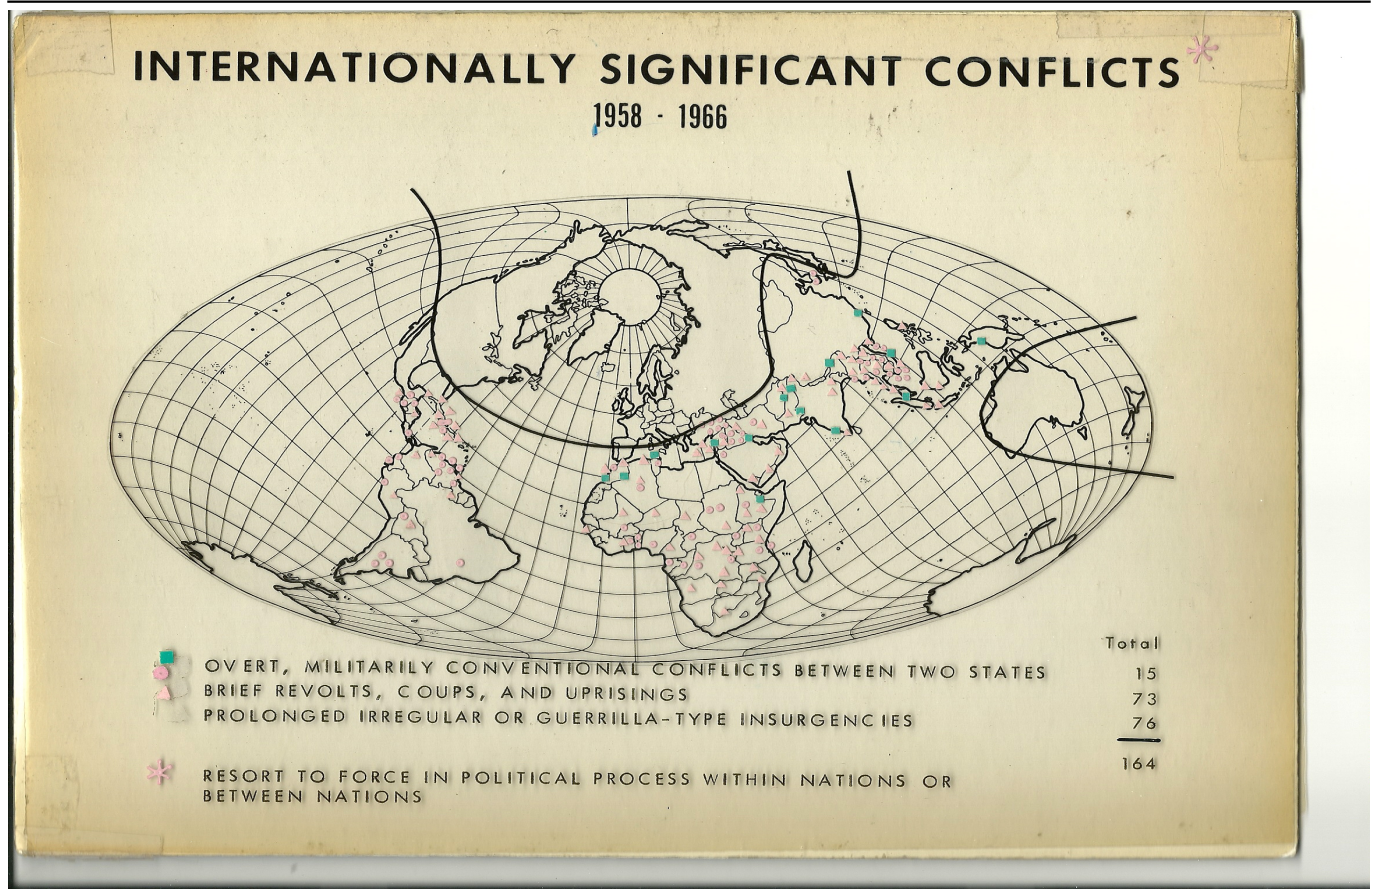 INTERNATIONALLY SIGNIFICANT CONFLICTS*
1958 - 1966
Total
OVERT, MILITARILY CONVENTIONAL CONFLICTS BETWEEN TWO STATES 15
BRIEF REVOLTS, COUPS, AND UPRISINGS 73
PROLONGED IRREGULAR OR GUERRILLA-TYPE INSURGENCIES 76
164
* RESORT TO FORCE IN POLITICAL PROCESS WITHIN NATIONS OR
BETWEEN NATIONS